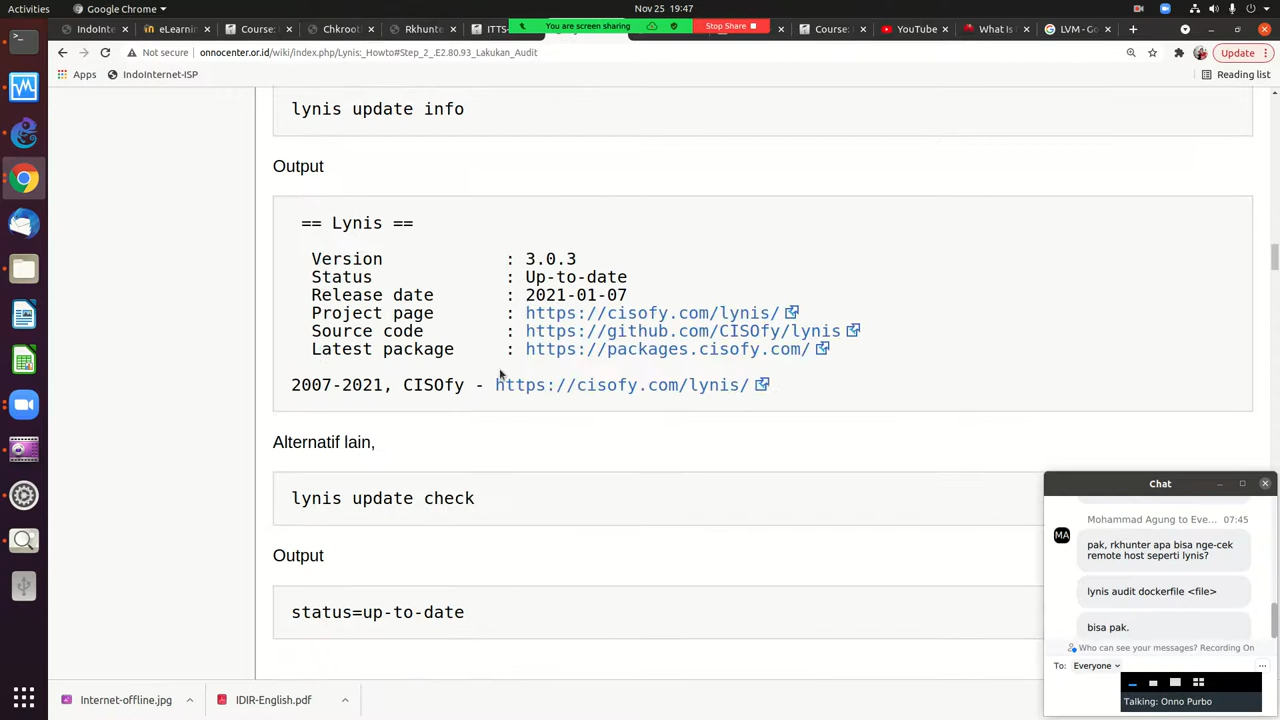 Activities
Google Chrome
Nov 25 19:47
IndoInternet
eLearning
Course:
Chkroot
Rkhunter
ITTS-
You are screen sharing
Stop Share
Course:
YouTube
What Is
LVM - Go
Not secure
onnocenter.or.id/wiki/index.php/Lynis:_Howto#Step_2_.E2.80.93_Lakukan_Audit
Update
Apps
IndoInternet-ISP
Reading list
lynis update info
Output
== Lynis ==
Version : 3.0.3
Status : Up-to-date
Release date : 2021-01-07
Project page : https://cisofy.com/lynis/
Source code : https://github.com/CISOfy/lynis
Latest package : https://packages.cisofy.com/
2007-2021, CISOfy - https://cisofy.com/lynis/
Alternatif lain,
lynis update check
Output
status=up-to-date
Chat
Mohammad Agung to Eve... 07:45
MA
pak, rkhunter apa bisa nge-cek
remote host seperti lynis?
lynis audit dockerfile <file>
bisa pak.
Who can see your messages? Recording On
To: Everyone
Talking: Onno Purbo
Internet-offline.jpg
IDIR-English.pdf